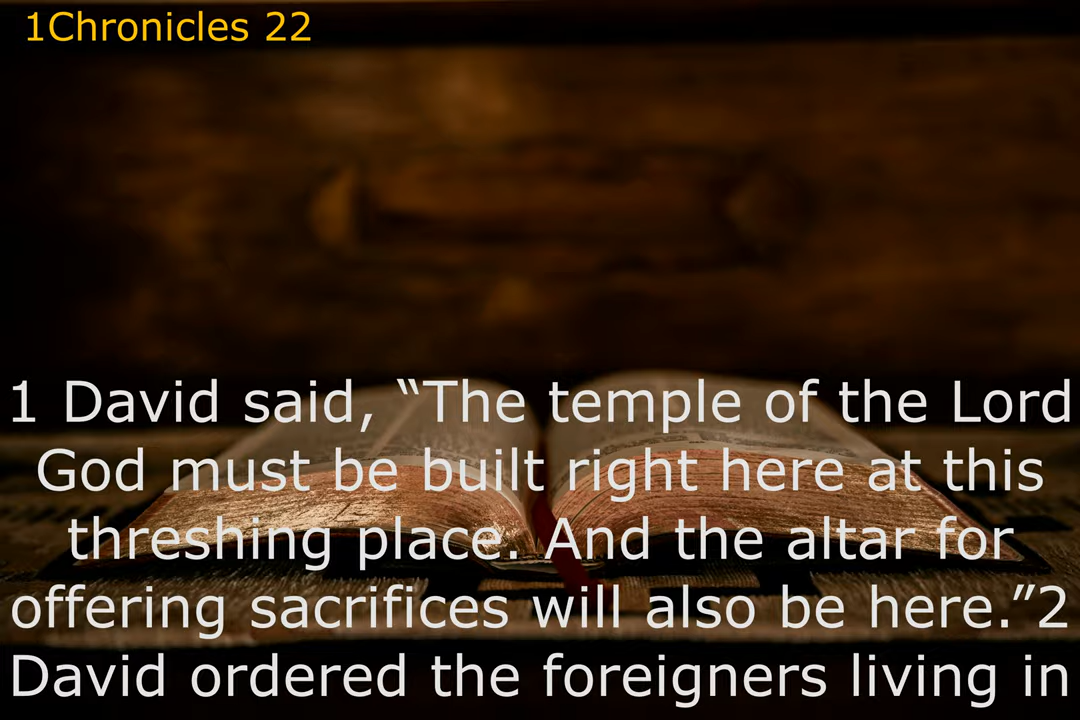 1Chronicles 22
1 David said, “The temple of the Lord
God must be built right here at this
threshing place. And the altar for
offering sacrifices will also be here.”2
David ordered the foreigners living in